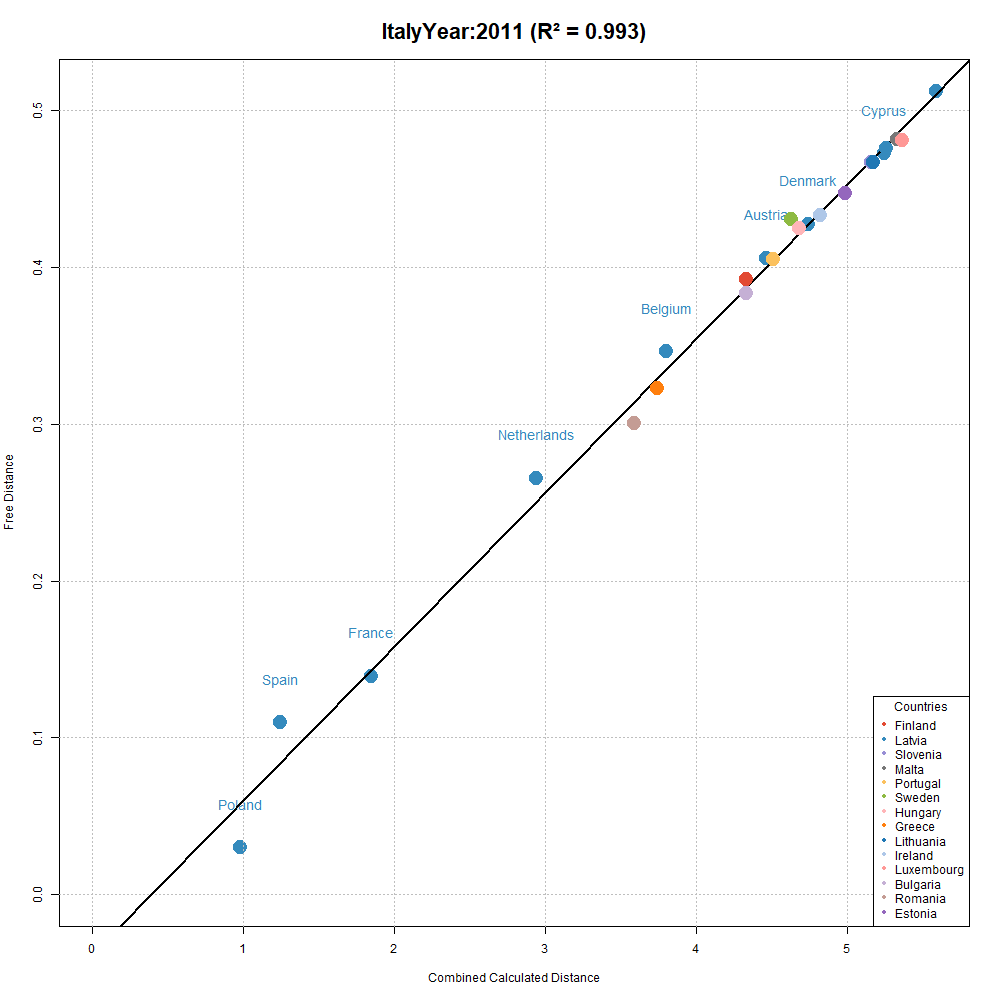 ItalyYear:2011 (R² = 0.993)
0.5
0.4
0.3
0.2
0.1
0.0
Free Distance
Cyprus
Denmark
Austria
Belgium
Netherlands
France
Spain
Poland
Countries
Finland
Latvia
Slovenia
Malta
Portugal
Sweden
Hungary
Greece
Lithuania
Ireland
Luxembourg
Bulgaria
Romania
Estonia
0 1 2 3 4 5
Combined Calculated Distance